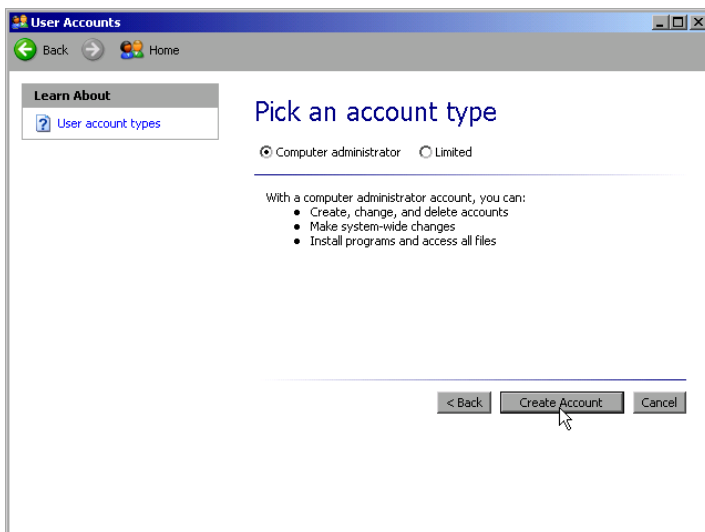 User Accounts
Back Home
Learn About
User account types
Pick an account type
Computer administrator Limited
With a computer administrator account, you can:
• Create, change, and delete accounts
• Make system-wide changes
• Install programs and access all files
< Back Create Account Cancel